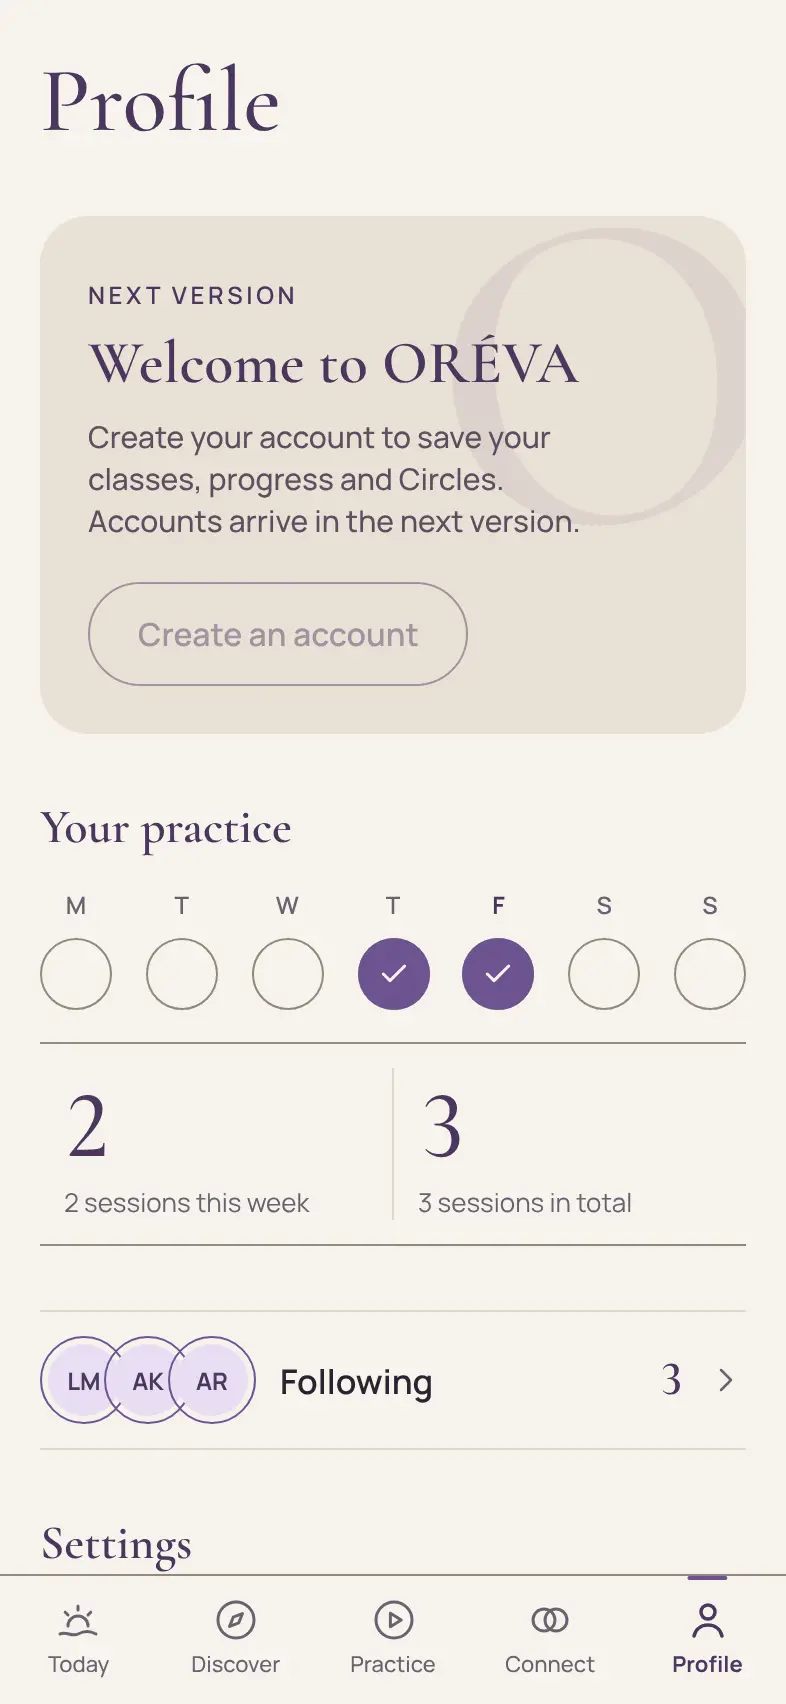 Profile
NEXT VERSION
Welcome to ORÉVA
Create your account to save your
classes, progress and Circles.
Accounts arrive in the next version.
Create an account
Your practice
M T W T F S S
2 3
2 sessions this week 3 sessions in total
LM AK AR Following 3
Settings
Today Discover Practice Connect Profile